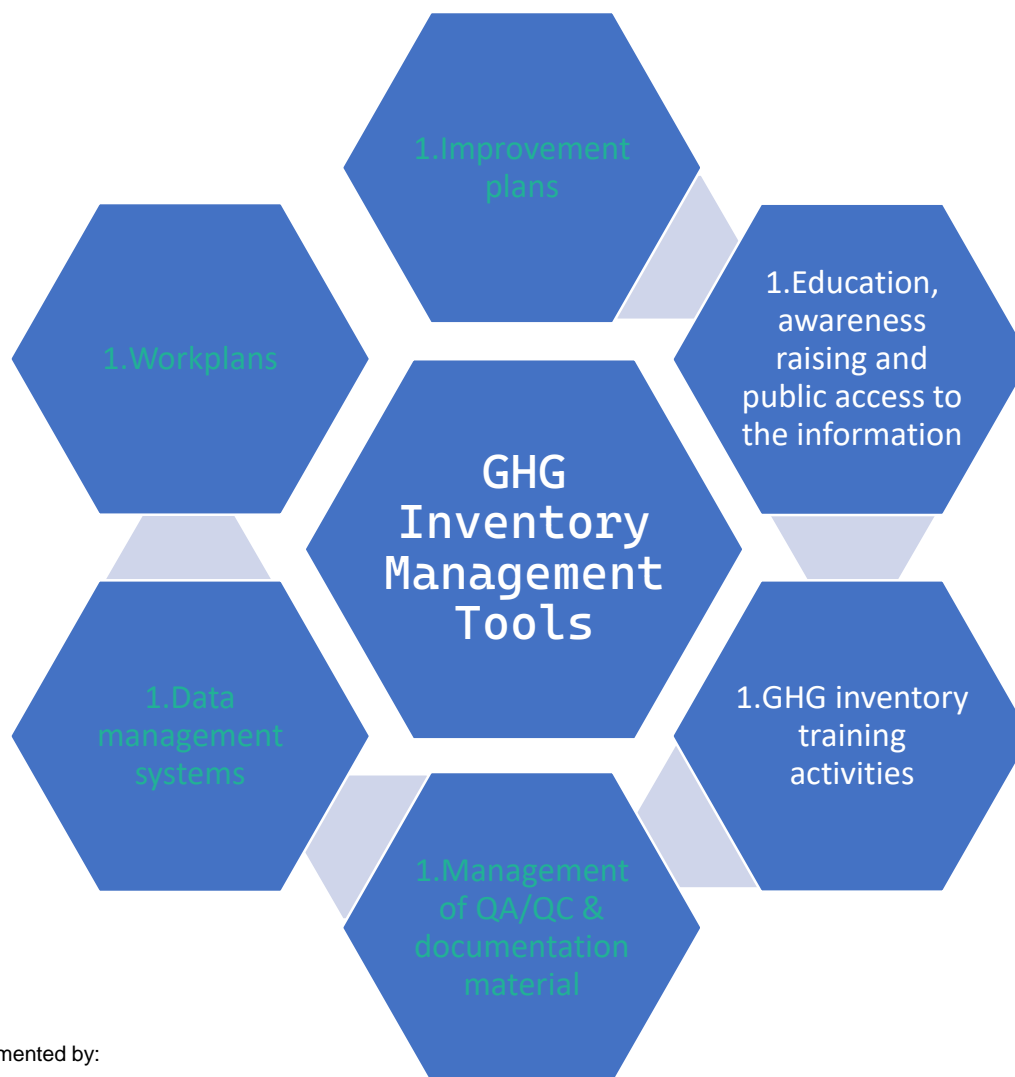 1.Improvement
plans
1.Education,
awareness
raising and
public access to
the information
1.Workplans
GHG
Inventory
Management
Tools
1.GHG inventory
training
activities
1.Data
management
systems
1.Management
of QA/QC &
documentation
material
mented by: